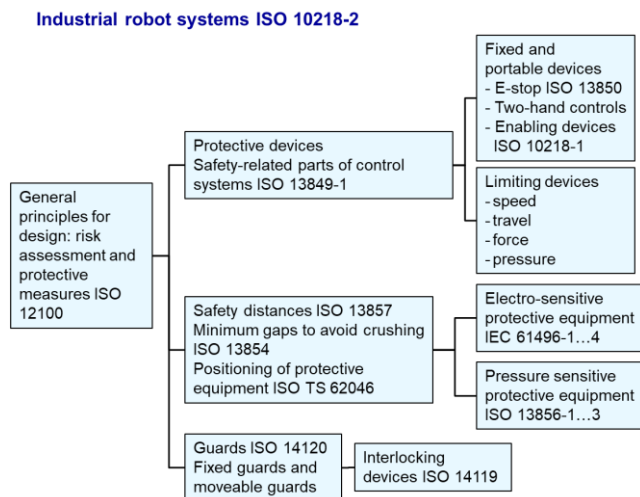 Industrial robot systems ISO 10218-2
General
principles for
design: risk
assessment and
protective
measures ISO
12100
Protective devices
Safety-related parts of control
systems ISO 13849-1
Fixed and
portable devices
- E-stop ISO 13850
- Two-hand controls
- Enabling devices
ISO 10218-1
Limiting devices
- speed
- travel
- force
- pressure
Safety distances ISO 13857
Minimum gaps to avoid crushing
ISO 13854
Positioning of protective
equipment ISO TS 62046
Electro-sensitive
protective equipment
IEC 61496-1…4
Pressure sensitive
protective equipment
ISO 13856-1…3
Guards ISO 14120
Fixed guards and
moveable guards
Interlocking
devices ISO 14119